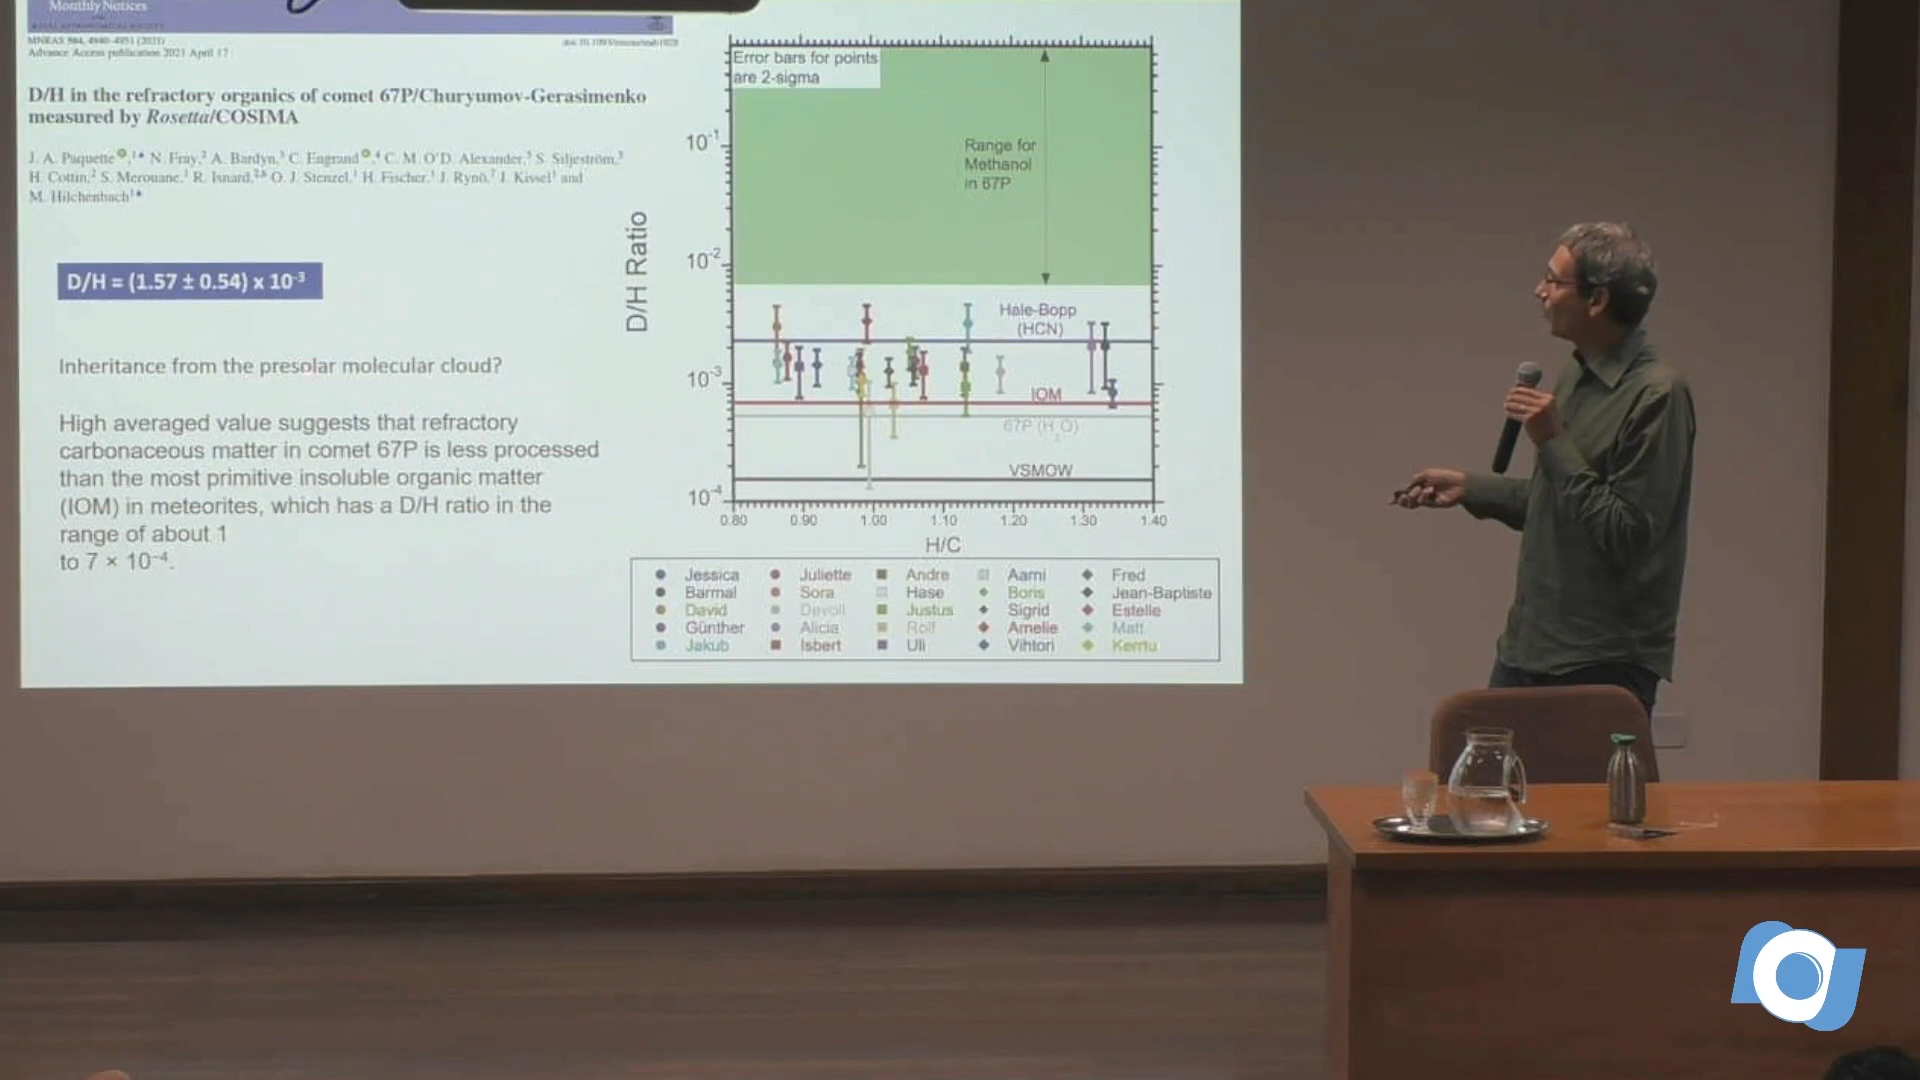 Monthly Notices
MNRAS 504, 4940–4951 (2021)
Advance Access publication 2021 April 17
D/H in the refractory organics of comet 67P/Churyumov-Gerasimenko
measured by Rosetta/COSIMA
J. A. Paquette, N. Fray, A. Bardyn, C. Engrand, C. M. O'D. Alexander, S. Siljeström,
H. Cottin, S. Merouane, R. Isnard, O. J. Stenzel, H. Fischer, J. Rynö, J. Kissel and
M. Hilchenbach
D/H = (1.57 ± 0.54) x 10⁻³
Inheritance from the presolar molecular cloud?
High averaged value suggests that refractory
carbonaceous matter in comet 67P is less processed
than the most primitive insoluble organic matter
(IOM) in meteorites, which has a D/H ratio in the
range of about 1
to 7 × 10⁻⁴.
Error bars for points
are 2-sigma
Range for
Methanol
in 67P
Hale-Bopp
(HCN)
IOM
67P (H₂O)
VSMOW
D/H Ratio
10⁻¹
10⁻²
10⁻³
10⁻⁴
0.80 0.90 1.00 1.10 1.20 1.30 1.40
H/C
Jessica Juliette Andre Aami Fred
Barmal Sora Hase Boris Jean-Baptiste
David Devoll Justus Sigrid Estelle
Günther Alicia Rolf Amelie Matt
Jakub Isbert Uli Vihtori Kerttu